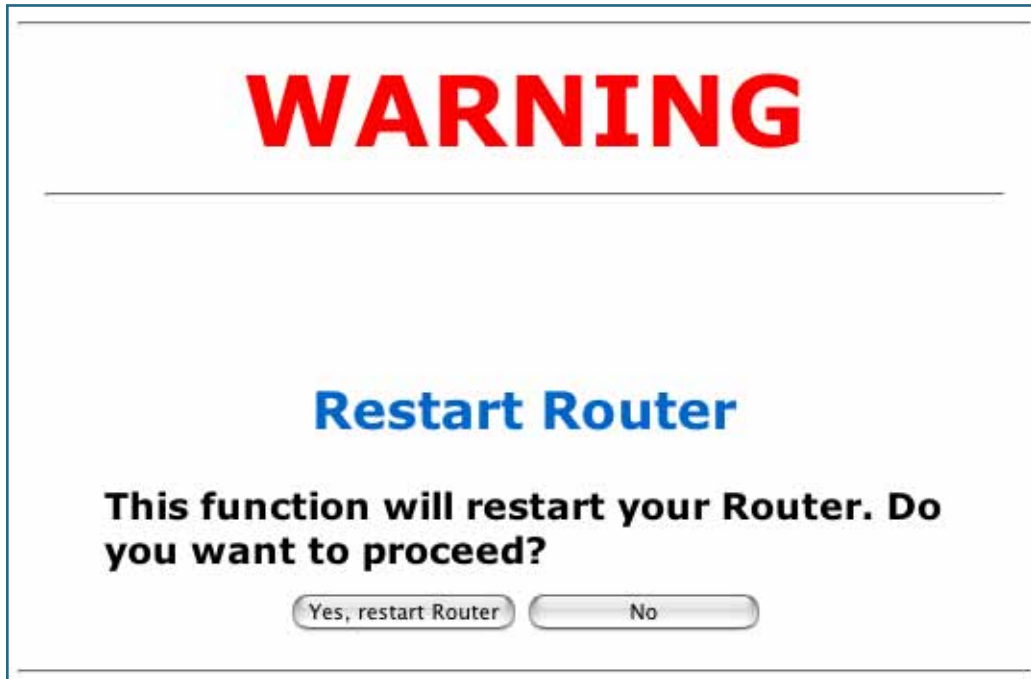 WARNING
Restart Router
This function will restart your Router. Do
you want to proceed?
Yes, restart Router No